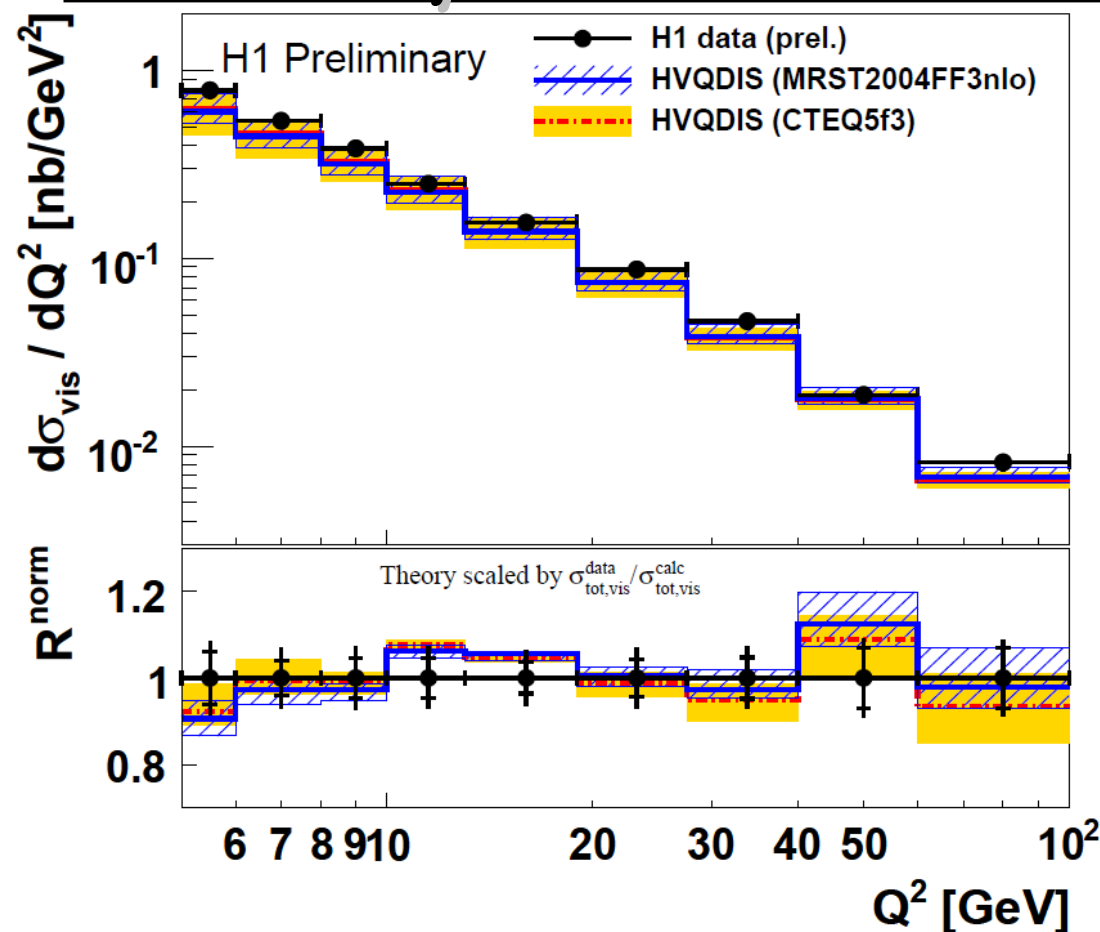 H1 Preliminary
H1 data (prel.)
HVQDIS (MRST2004FF3nlo)
HVQDIS (CTEQ5f3)
dσ_vis / dQ² [nb/GeV²]
1
10⁻¹
10⁻²
Theory scaled by σ^data_tot,vis/σ^calc_tot,vis
R^norm
1.2
1
0.8
6 7 8 9 10 20 30 40 50 10²
Q² [GeV]